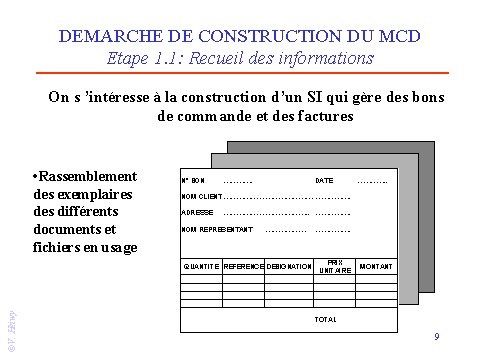 DEMARCHE DE CONSTRUCTION DU MCD
Etape 1.1: Recueil des informations
On s ’intéresse à la construction d’un SI qui gère des bons
de commande et des factures
•Rassemblement
des exemplaires
des différents
documents et
fichiers en usage
N° BON ............ DATE ............
NOM CLIENT ............
ADRESSE ............
NOM REPRESENTANT ............
QUANTITE REFERENCE DESIGNATION PRIX UNITAIRE MONTANT
TOTAL
9